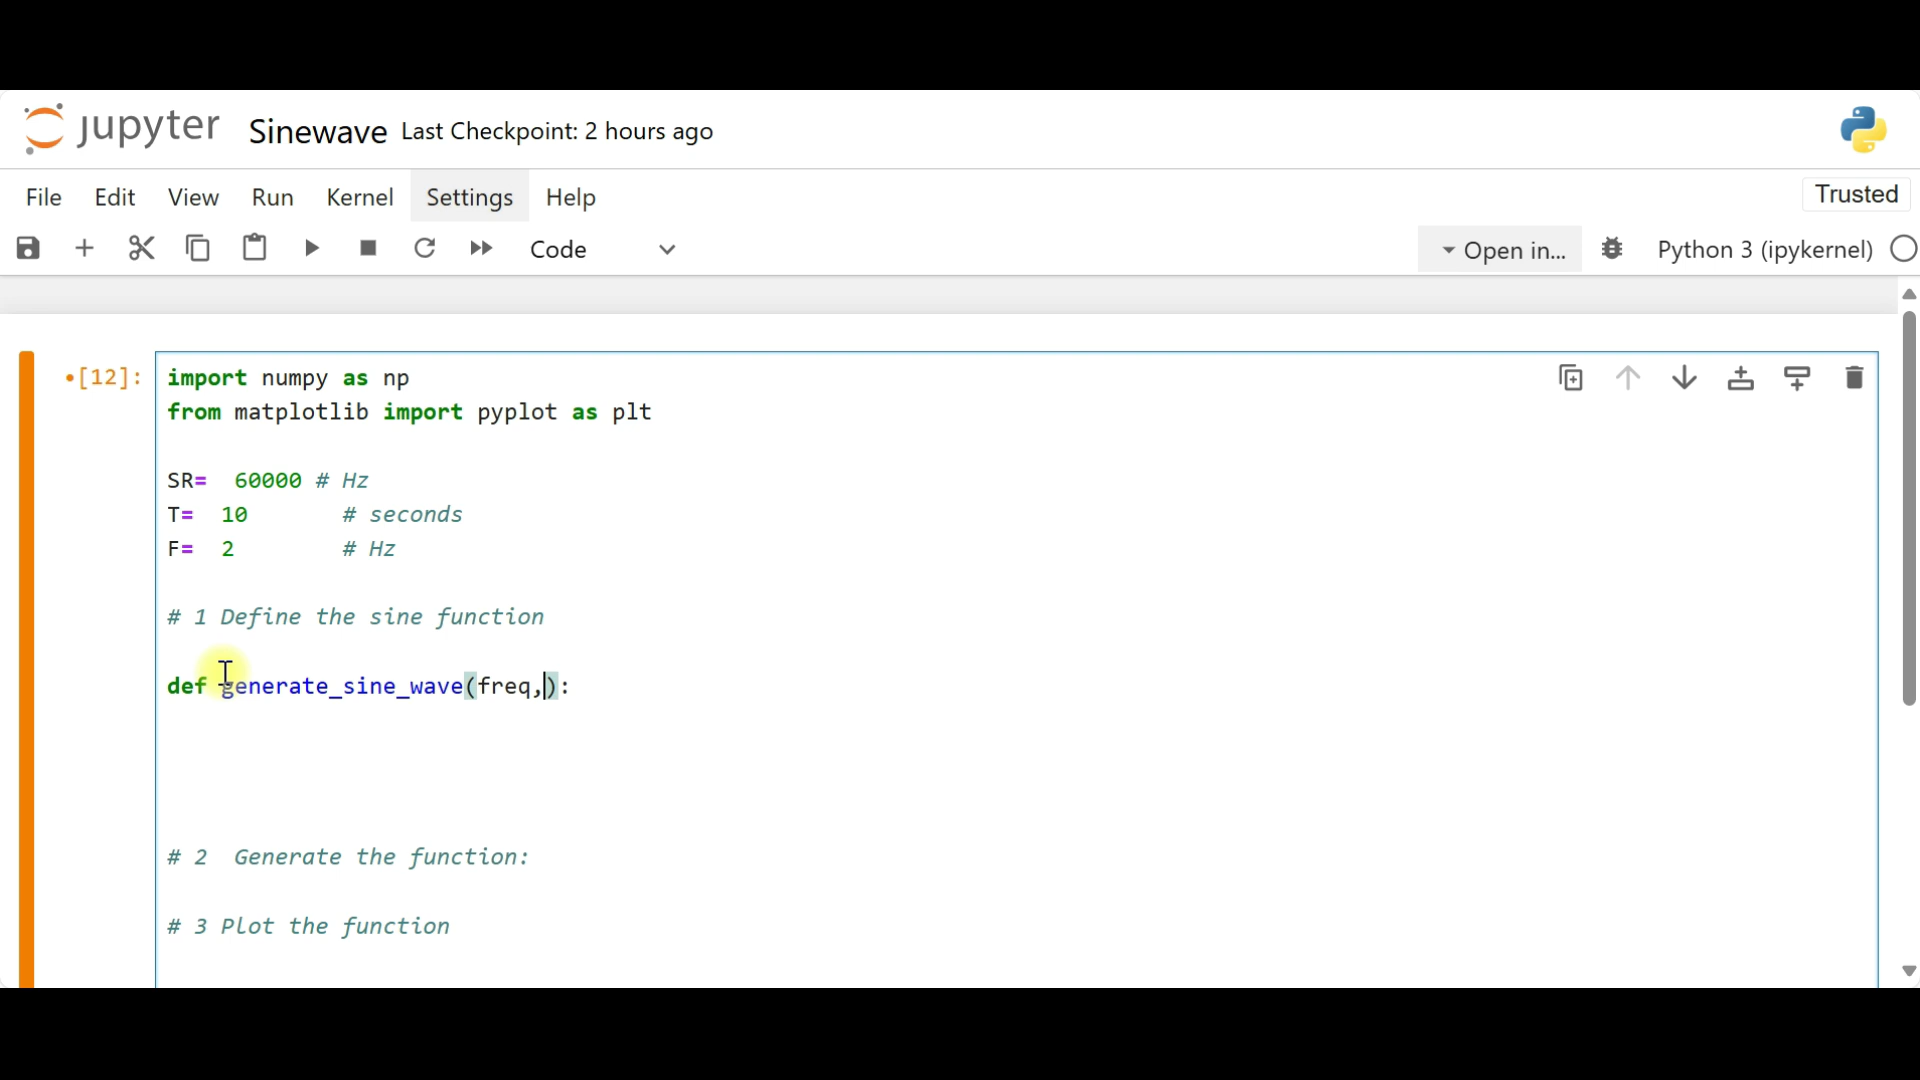 jupyter Sinewave Last Checkpoint: 2 hours ago
File Edit View Run Kernel Settings Help Trusted
Code Open in... Python 3 (ipykernel)
•[12]: import numpy as np
from matplotlib import pyplot as plt
SR= 60000 # Hz
T= 10 # seconds
F= 2 # Hz
# 1 Define the sine function
def generate_sine_wave(freq,):
# 2 Generate the function:
# 3 Plot the function